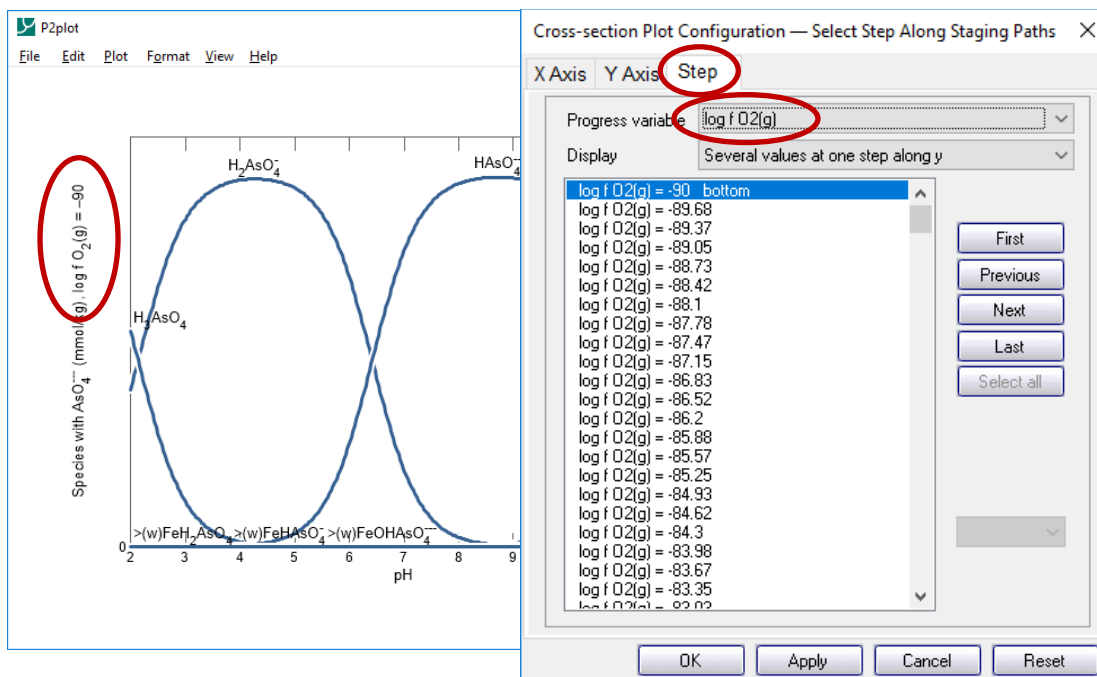 P2plot
File Edit Plot Format View Help
Species with AsO4--- (mmol/kg), log f O2(g) = –90
H2AsO4-
HAsO
H3AsO4
>(w)FeH2AsO4 >(w)FeHAsO4- >(w)FeOHAsO4---
0
2 3 4 5 6 7 8 9
pH
Cross-section Plot Configuration — Select Step Along Staging Paths
X Axis Y Axis Step
Progress variable log f O2(g)
Display Several values at one step along y
log f O2(g) = -90 bottom
log f O2(g) = -89.68
log f O2(g) = -89.37
log f O2(g) = -89.05
log f O2(g) = -88.73
log f O2(g) = -88.42
log f O2(g) = -88.1
log f O2(g) = -87.78
log f O2(g) = -87.47
log f O2(g) = -87.15
log f O2(g) = -86.83
log f O2(g) = -86.52
log f O2(g) = -86.2
log f O2(g) = -85.88
log f O2(g) = -85.57
log f O2(g) = -85.25
log f O2(g) = -84.93
log f O2(g) = -84.62
log f O2(g) = -84.3
log f O2(g) = -83.98
log f O2(g) = -83.67
log f O2(g) = -83.35
log f O2(g) = -83.03
First
Previous
Next
Last
Select all
OK Apply Cancel Reset